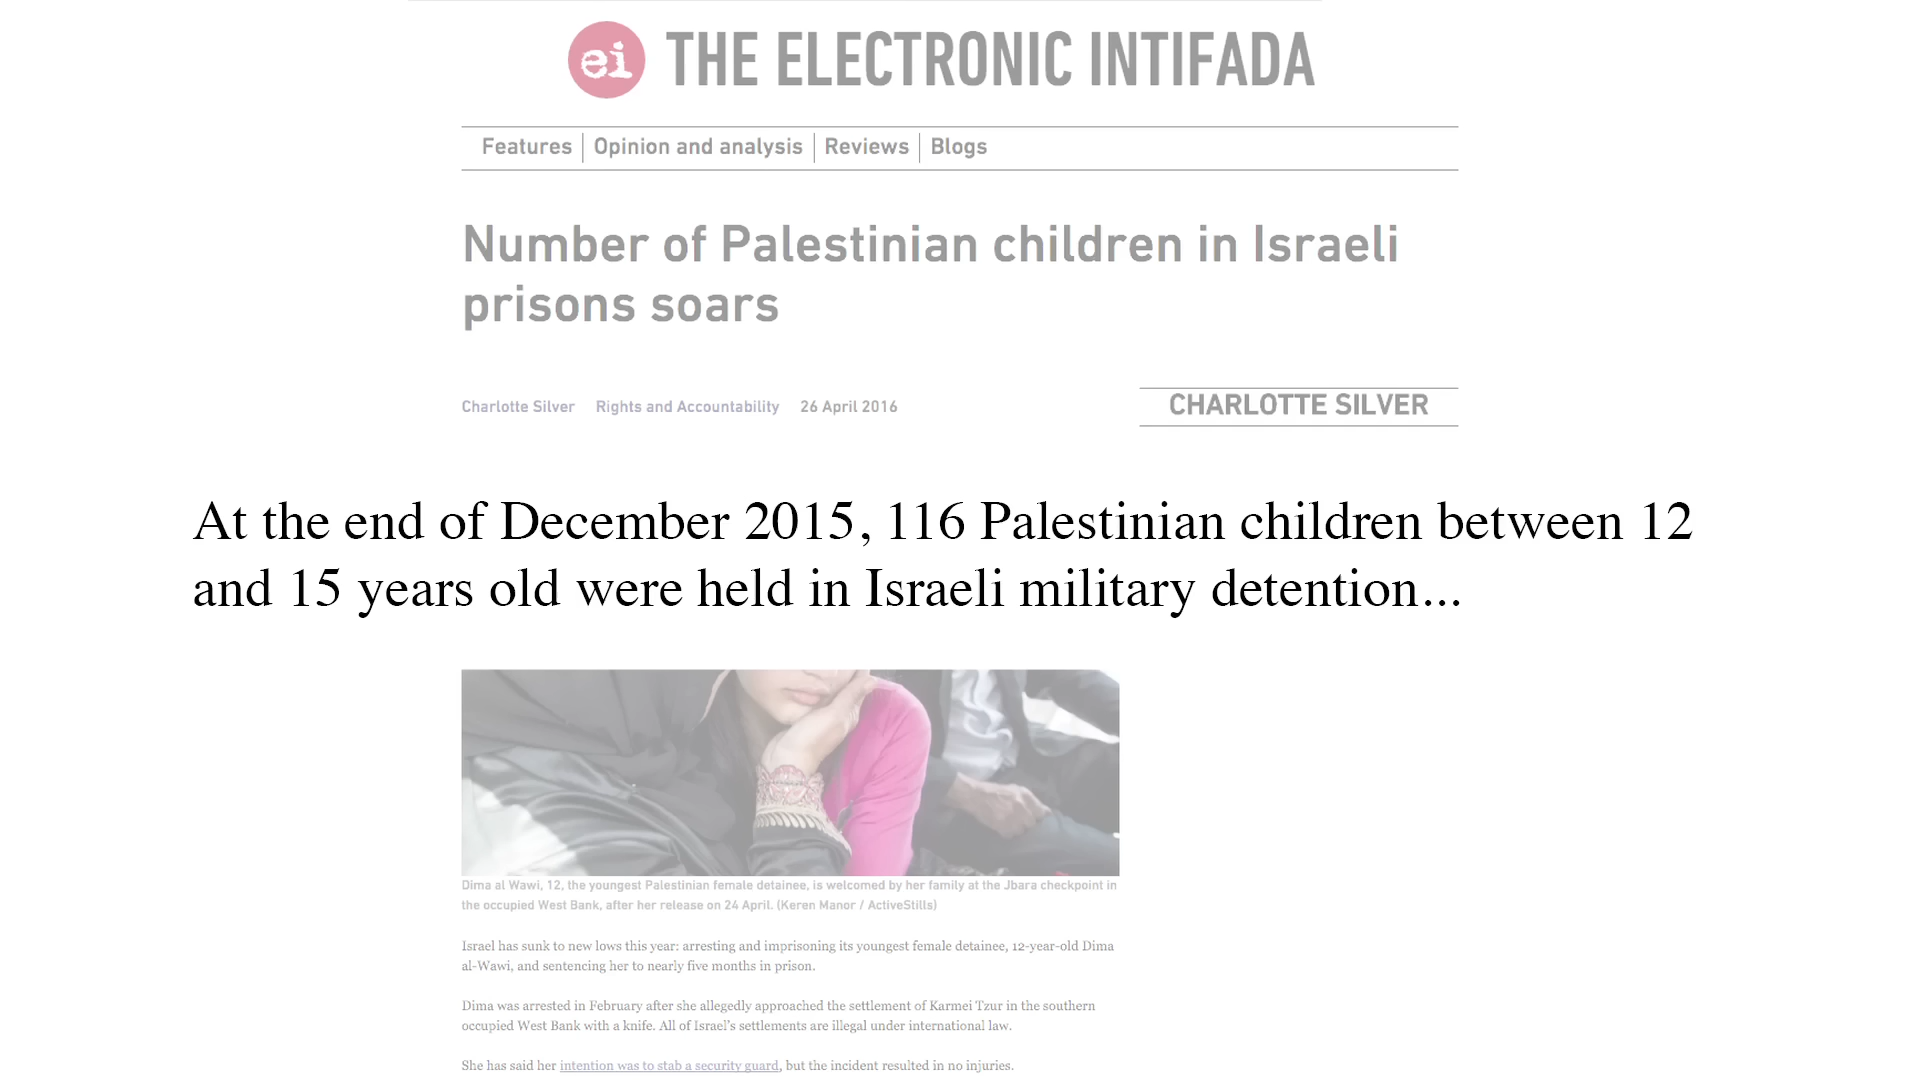 ei THE ELECTRONIC INTIFADA
Features Opinion and analysis Reviews Blogs
Number of Palestinian children in Israeli
prisons soars
Charlotte Silver Rights and Accountability 26 April 2016
CHARLOTTE SILVER
At the end of December 2015, 116 Palestinian children between 12
and 15 years old were held in Israeli military detention...
Dima al Wawi, 12, the youngest Palestinian female detainee, is welcomed by her family at the Jbara checkpoint in
the occupied West Bank, after her release on 24 April. (Keren Manor / ActiveStills)
Israel has sunk to new lows this year: arresting and imprisoning its youngest female detainee, 12-year-old Dima
al-Wawi, and sentencing her to nearly five months in prison.
Dima was arrested in February after she allegedly approached the settlement of Karmei Tzur in the southern
occupied West Bank with a knife. All of Israel's settlements are illegal under international law.
She has said her intention was to stab a security guard, but the incident resulted in no injuries.